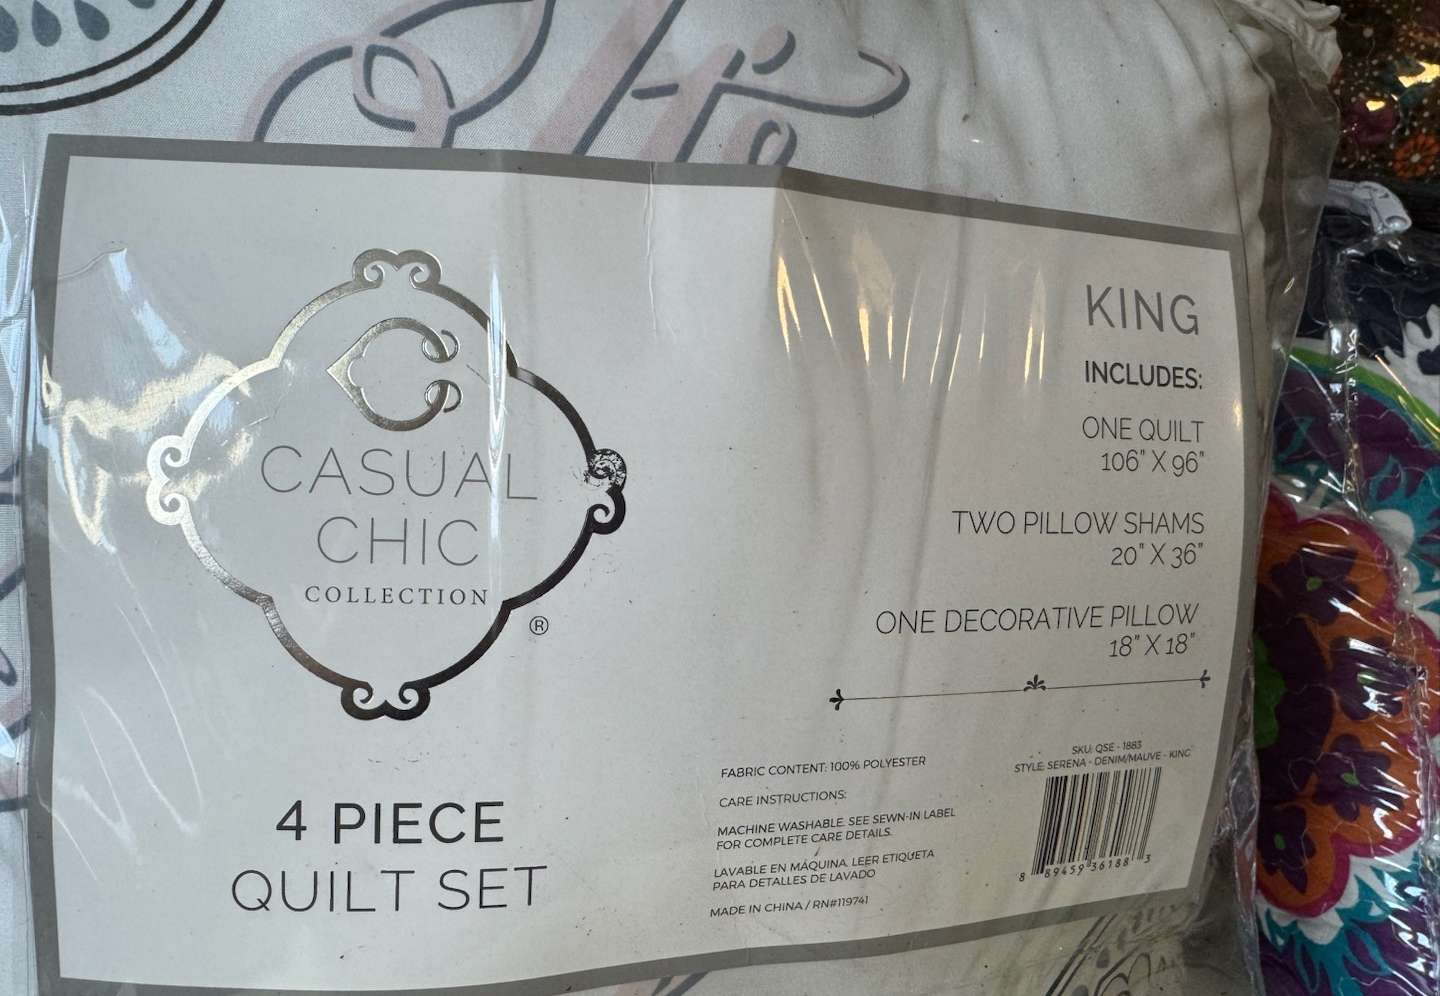 CASUAL
CHIC
COLLECTION
®
4 PIECE
QUILT SET
KING
INCLUDES:
ONE QUILT
106" X 96"
TWO PILLOW SHAMS
20" X 36"
ONE DECORATIVE PILLOW
18" X 18"
FABRIC CONTENT: 100% POLYESTER
CARE INSTRUCTIONS:
MACHINE WASHABLE. SEE SEWN-IN LABEL
FOR COMPLETE CARE DETAILS.
LAVABLE EN MÁQUINA. LEER ETIQUETA
PARA DETALLES DE LAVADO
MADE IN CHINA / RN#119741
SKU: QSE - 1883
STYLE: SERENA - DENIM/MAUVE - KING
8 89459 36188 3